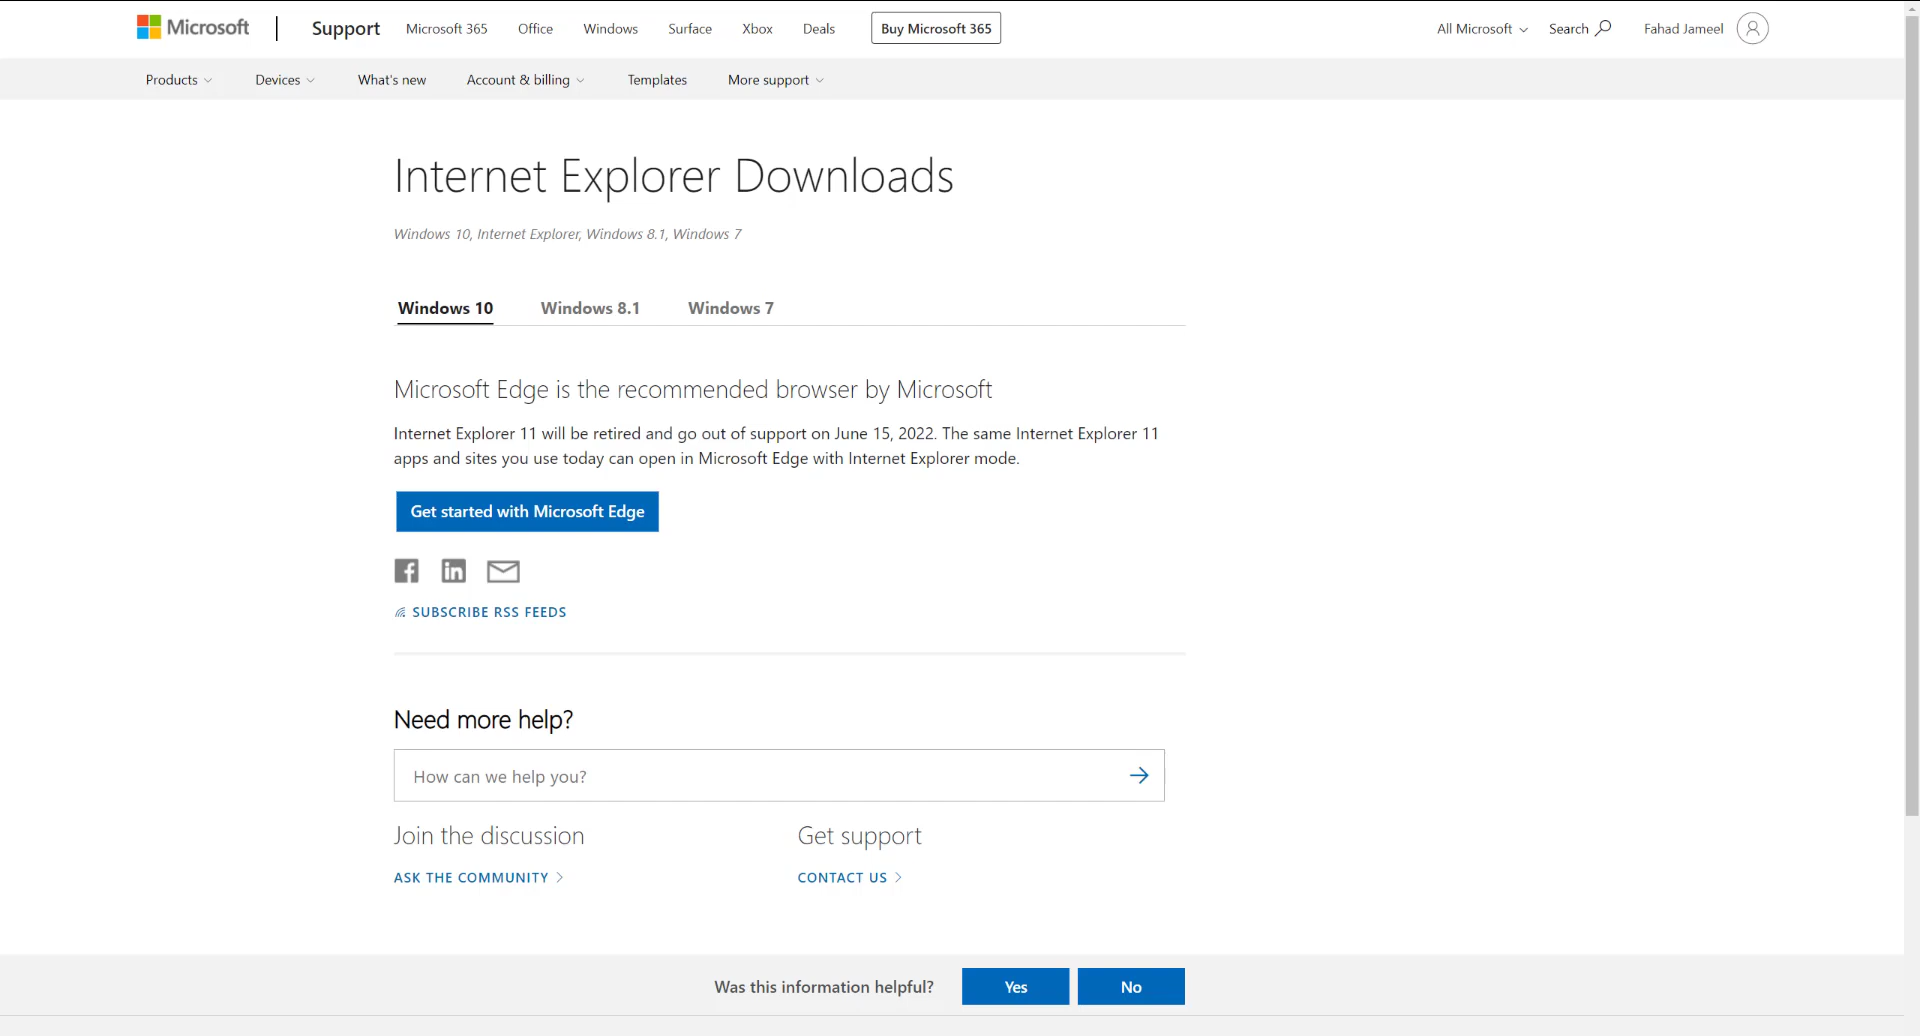 Microsoft
Support
Microsoft 365
Office
Windows
Surface
Xbox
Deals
Buy Microsoft 365
All Microsoft
Search
Fahad Jameel
Products
Devices
What's new
Account & billing
Templates
More support
Internet Explorer Downloads
Windows 10, Internet Explorer, Windows 8.1, Windows 7
Windows 10
Windows 8.1
Windows 7
Microsoft Edge is the recommended browser by Microsoft
Internet Explorer 11 will be retired and go out of support on June 15, 2022. The same Internet Explorer 11
apps and sites you use today can open in Microsoft Edge with Internet Explorer mode.
Get started with Microsoft Edge
SUBSCRIBE RSS FEEDS
Need more help?
How can we help you?
Join the discussion
ASK THE COMMUNITY
Get support
CONTACT US
Was this information helpful?
Yes
No